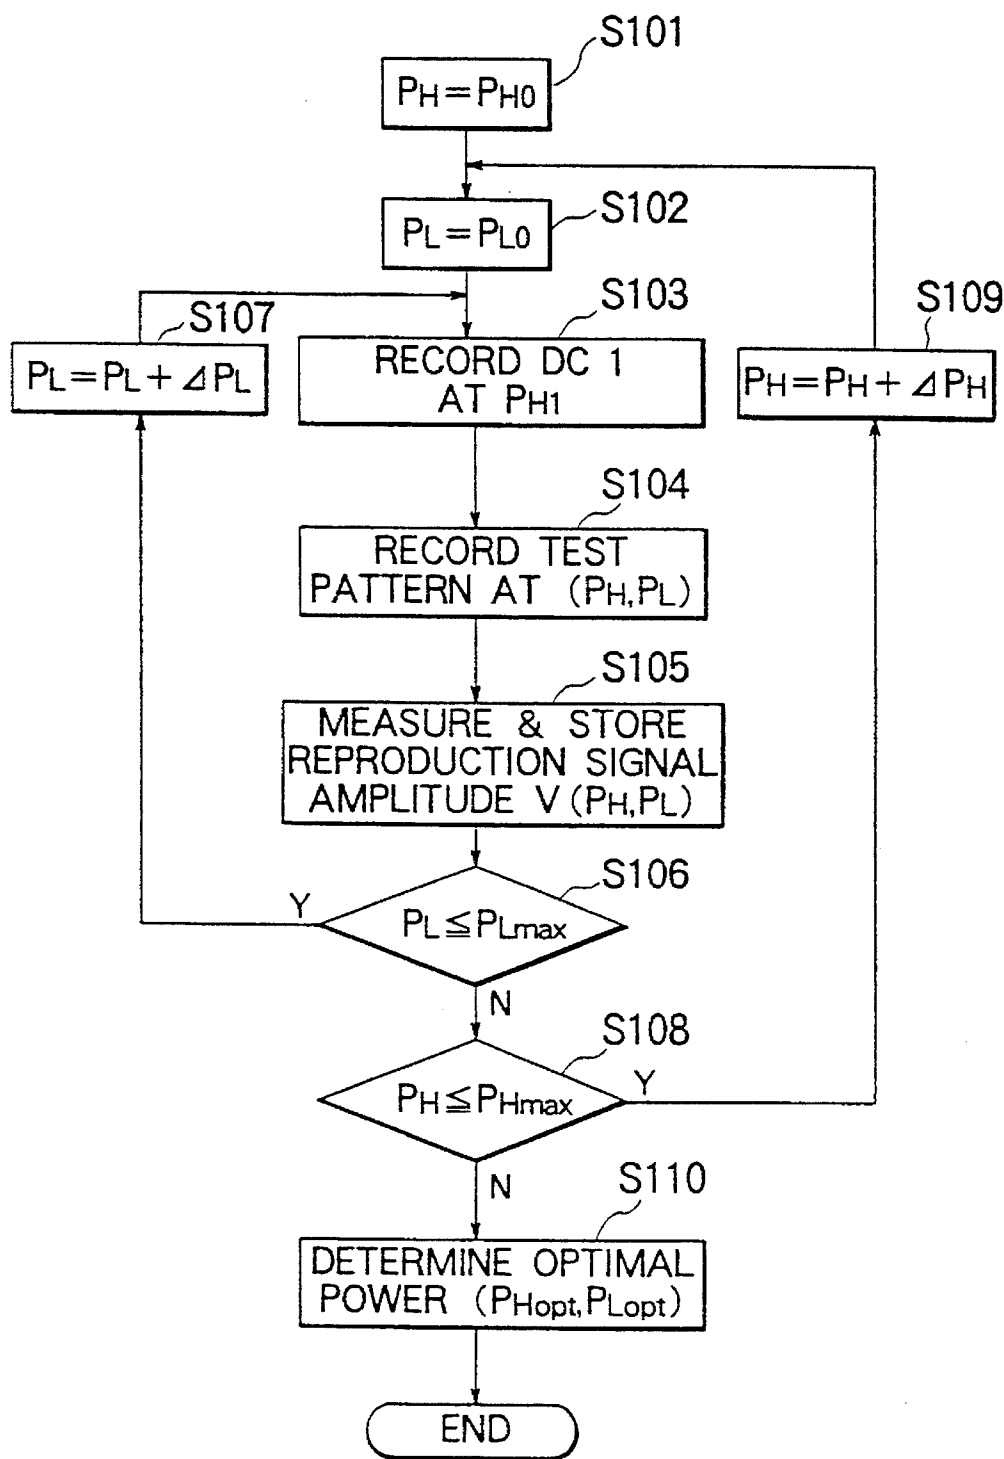 S101
PH=PH0
S102
PL=PL0
S107
PL=PL+⊿PL
S103
RECORD DC 1
AT PH1
S109
PH=PH+⊿PH
S104
RECORD TEST
PATTERN AT (PH,PL)
S105
MEASURE & STORE
REPRODUCTION SIGNAL
AMPLITUDE V(PH,PL)
S106
Y
PL≦PLmax
N
S108
PH≦PHmax
Y
N
S110
DETERMINE OPTIMAL
POWER (PHopt,PLopt)
END